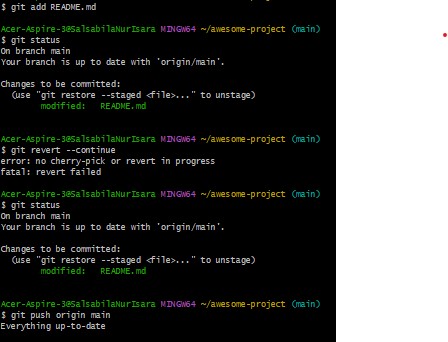 $ git add README.md
Acer-Aspire-3@SalsabilaNurIsara MINGW64 ~/awesome-project (main)
$ git status
On branch main
Your branch is up to date with 'origin/main'.
Changes to be committed:
(use "git restore --staged <file>..." to unstage)
modified: README.md
Acer-Aspire-3@SalsabilaNurIsara MINGW64 ~/awesome-project (main)
$ git revert --continue
error: no cherry-pick or revert in progress
fatal: revert failed
Acer-Aspire-3@SalsabilaNurIsara MINGW64 ~/awesome-project (main)
$ git status
On branch main
Your branch is up to date with 'origin/main'.
Changes to be committed:
(use "git restore --staged <file>..." to unstage)
modified: README.md
Acer-Aspire-3@SalsabilaNurIsara MINGW64 ~/awesome-project (main)
$ git push origin main
Everything up-to-date